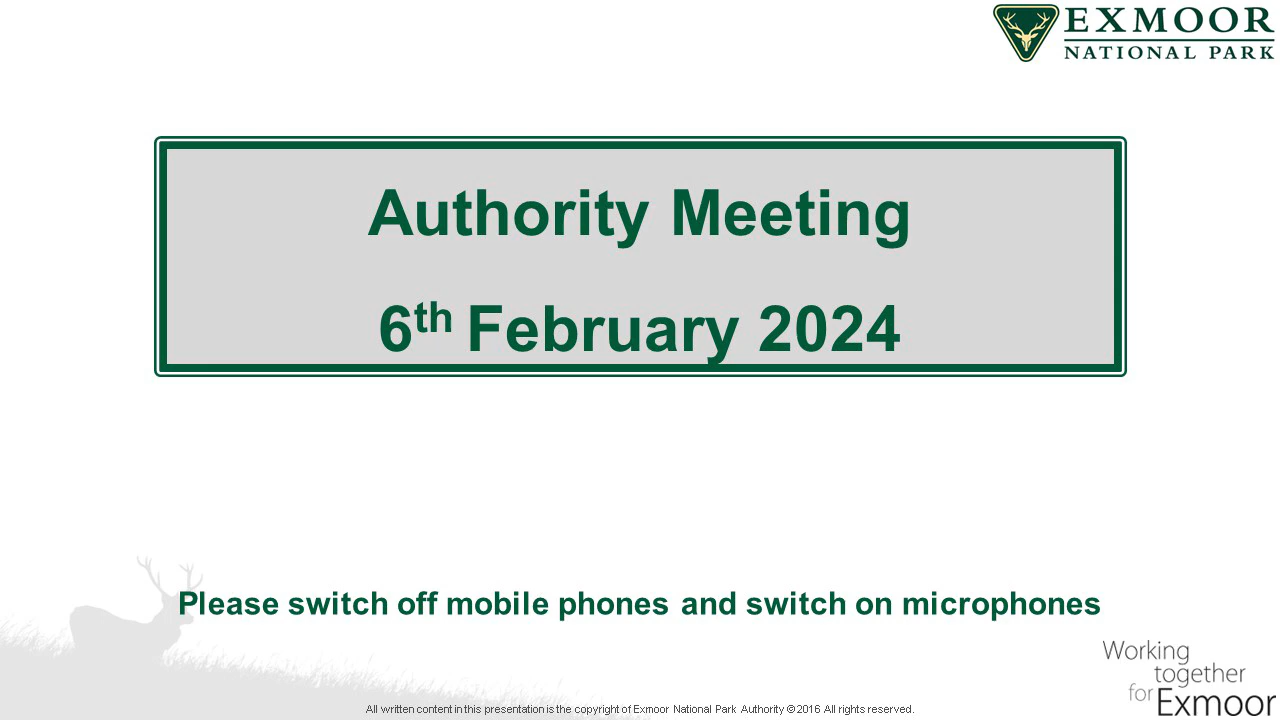 EXMOOR
NATIONAL PARK
Authority Meeting
6th February 2024
Please switch off mobile phones and switch on microphones
Working
together
for Exmoor
All written content in this presentation is the copyright of Exmoor National Park Authority © 2016 All rights reserved.